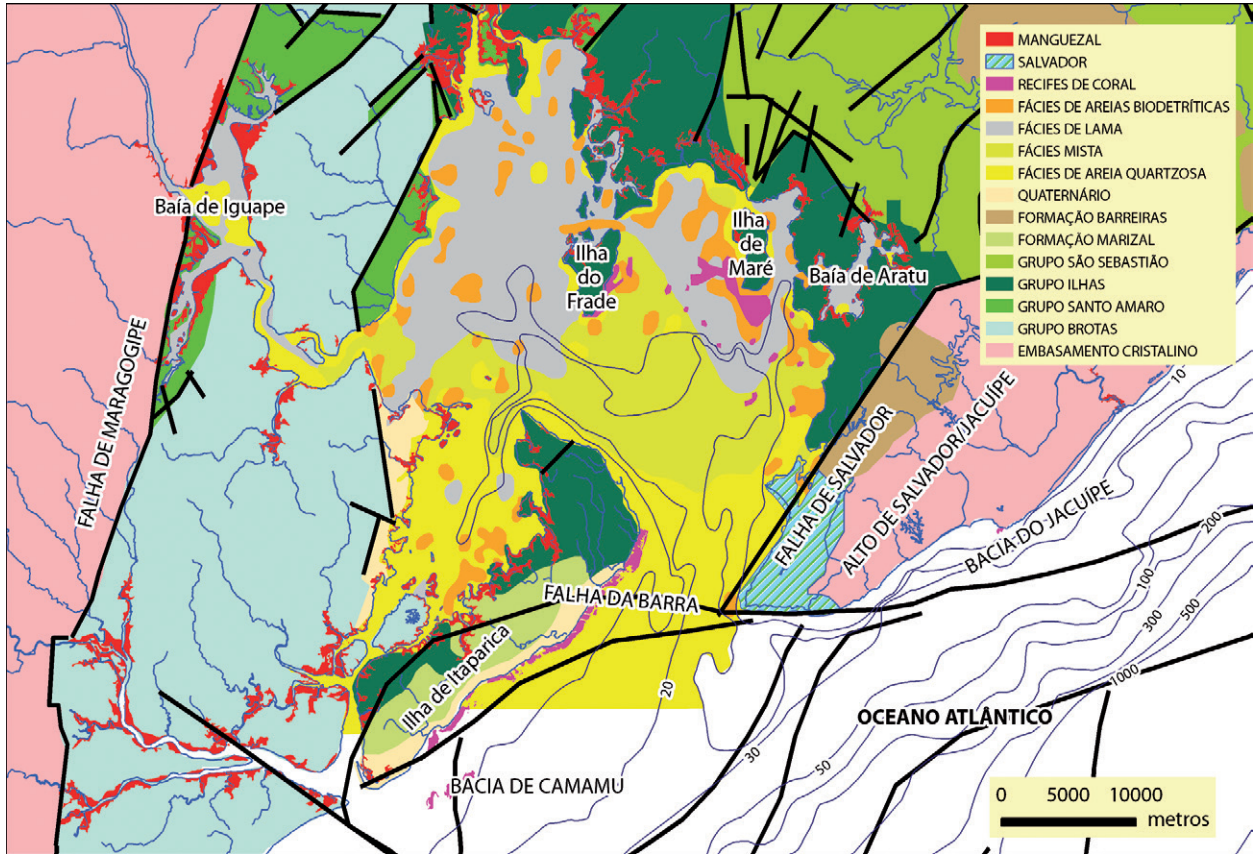 MANGUEZAL
SALVADOR
RECIFES DE CORAL
FÁCIES DE AREIAS BIODETRÍTICAS
FÁCIES DE LAMA
FÁCIES MISTA
FÁCIES DE AREIA QUARTZOSA
QUATERNÁRIO
FORMAÇÃO BARREIRAS
FORMAÇÃO MARIZAL
GRUPO SÃO SEBASTIÃO
GRUPO ILHAS
GRUPO SANTO AMARO
GRUPO BROTAS
EMBASAMENTO CRISTALINO
Baía de Iguape
Ilha
do
Frade
Ilha
de
Maré
Baía de Aratu
FALHA DE MARAGOGIPE
FALHA DE SALVADOR
ALTO DE SALVADOR/JACUÍPE
BACIA-DO-JACUÍPE
FALHA DA BARRA
Ilha de Itaparica
BACIA DE CAMAMU
OCEANO ATLÂNTICO
10
200
100
300
500
1000
20
30
50
0 5000 10000
metros